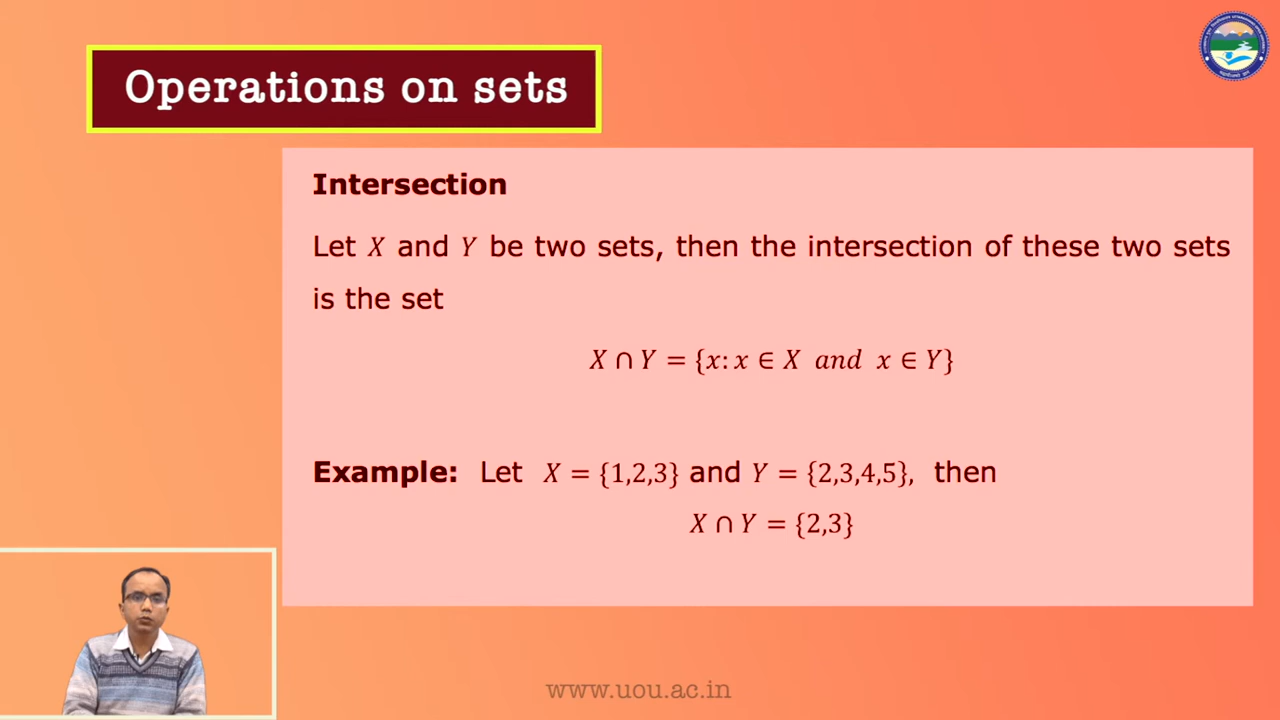 Operations on sets
Intersection
Let X and Y be two sets, then the intersection of these two sets
is the set
X ∩ Y = {x: x ∈ X and x ∈ Y}
Example: Let X = {1,2,3} and Y = {2,3,4,5}, then
X ∩ Y = {2,3}
www.uou.ac.in